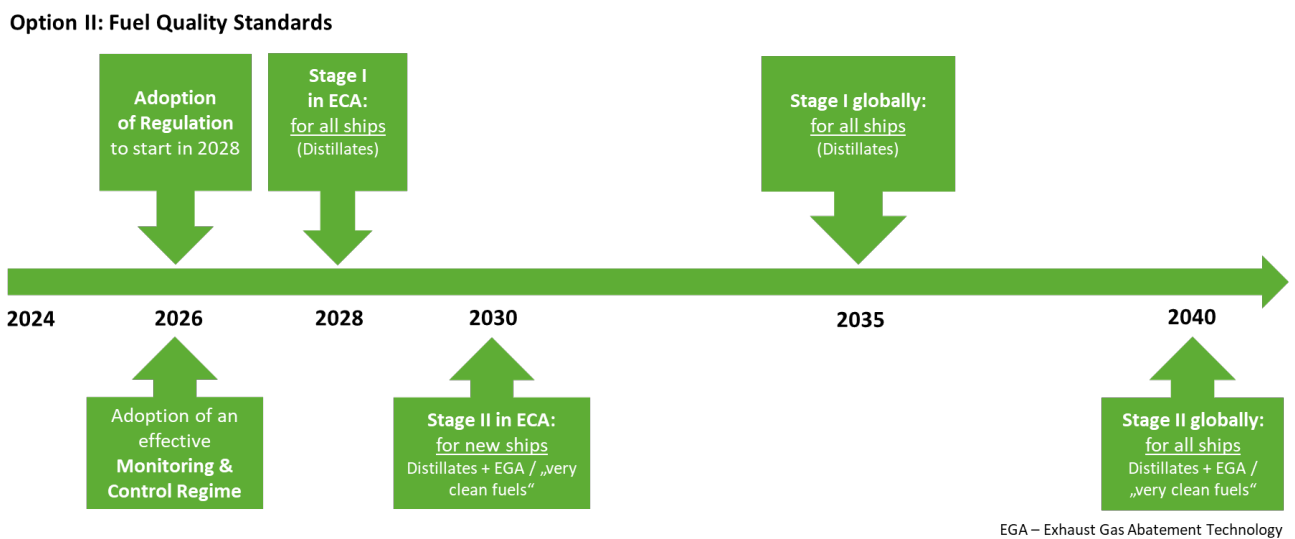 Option II: Fuel Quality Standards
Adoption
of Regulation
to start in 2028
Stage I
in ECA:
for all ships
(Distillates)
Stage I globally:
for all ships
(Distillates)
2024
2026
2028
2030
2035
2040
Adoption of an
effective
Monitoring &
Control Regime
Stage II in ECA:
for new ships
Distillates + EGA / „very
clean fuels“
Stage II globally:
for all ships
Distillates + EGA /
„very clean fuels“
EGA – Exhaust Gas Abatement Technology